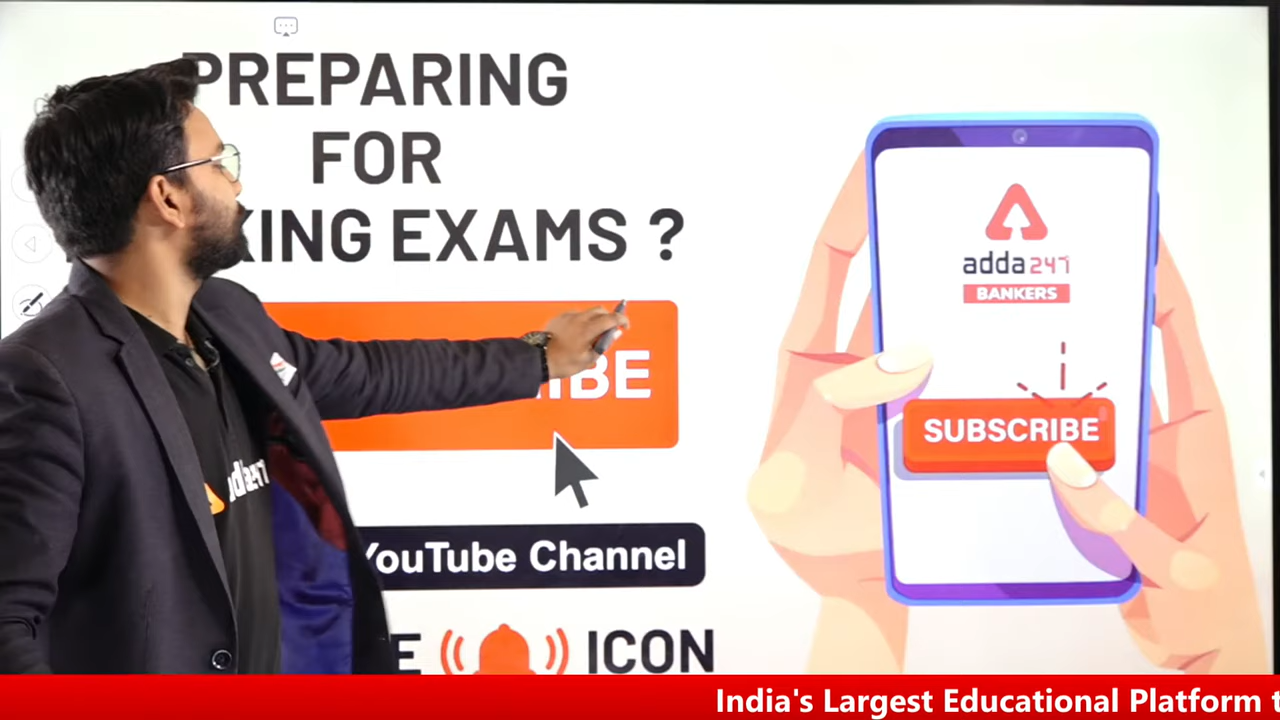 PREPARING
FOR
KING EXAMS ?
IBE
YouTube Channel
E ICON
adda247
BANKERS
SUBSCRIBE
India's Largest Educational Platform t